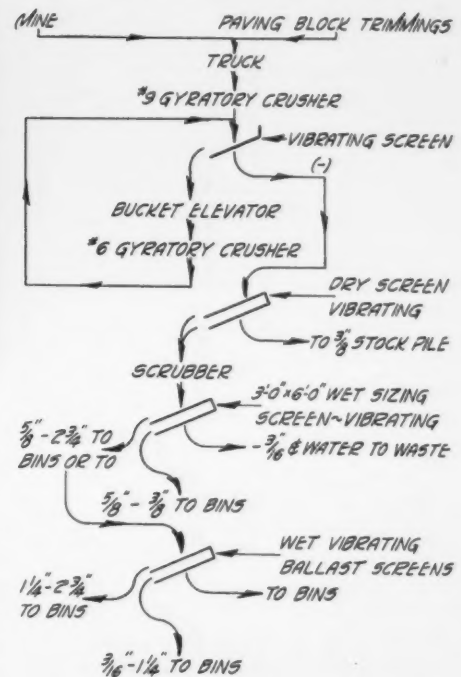 MINE PAVING BLOCK TRIMMINGS
TRUCK
#9 GYRATORY CRUSHER
VIBRATING SCREEN
(-)
BUCKET ELEVATOR
#6 GYRATORY CRUSHER
DRY SCREEN
VIBRATING
TO 3/8" STOCK PILE
SCRUBBER
3'-0" x 6'-0" WET SIZING
SCREEN~VIBRATING
5/8" - 2 3/4" TO
BINS OR TO
- 3/16" & WATER TO WASTE
5/8" - 3/8" TO BINS
WET VIBRATING
BALLAST SCREENS
1 1/4" - 2 3/4"
TO BINS
TO BINS
3/16" - 1 1/4" TO BINS